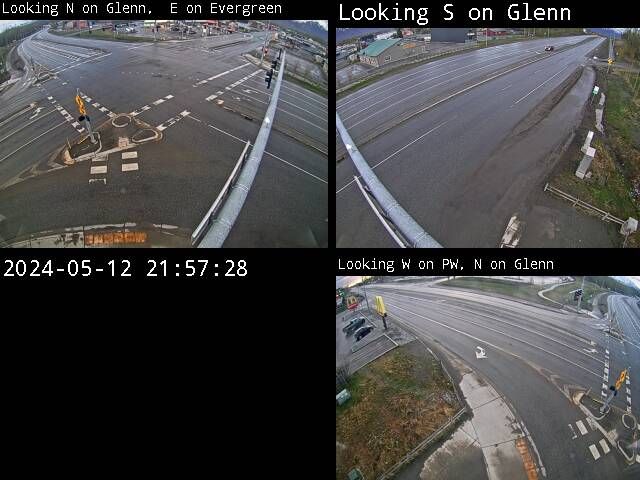 Looking N on Glenn,  E on Evergreen
Looking S on Glenn
2024-05-12 21:57:28
Looking W on PW, N on Glenn